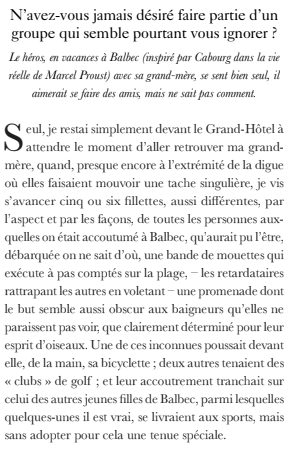 N’avez-vous jamais désiré faire partie d’un
groupe qui semble pourtant vous ignorer ?
Le héros, en vacances à Balbec (inspiré par Cabourg dans la vie
réelle de Marcel Proust) avec sa grand-mère, se sent bien seul, il
aimerait se faire des amis, mais ne sait pas comment.
Seul, je restai simplement devant le Grand-Hôtel à
attendre le moment d’aller retrouver ma grand-
mère, quand, presque encore à l’extrémité de la digue
où elles faisaient mouvoir une tache singulière, je vis
s’avancer cinq ou six fillettes, aussi différentes, par
l’aspect et par les façons, de toutes les personnes aux-
quelles on était accoutumé à Balbec, qu’aurait pu l’être,
débarquée on ne sait d’où, une bande de mouettes qui
exécute à pas comptés sur la plage, – les retardataires
rattrapant les autres en voletant – une promenade dont
le but semble aussi obscur aux baigneurs qu’elles ne
paraissent pas voir, que clairement déterminé pour leur
esprit d’oiseaux. Une de ces inconnues poussait devant
elle, de la main, sa bicyclette ; deux autres tenaient des
« clubs » de golf ; et leur accoutrement tranchait sur
celui des autres jeunes filles de Balbec, parmi lesquelles
quelques-unes il est vrai, se livraient aux sports, mais
sans adopter pour cela une tenue spéciale.